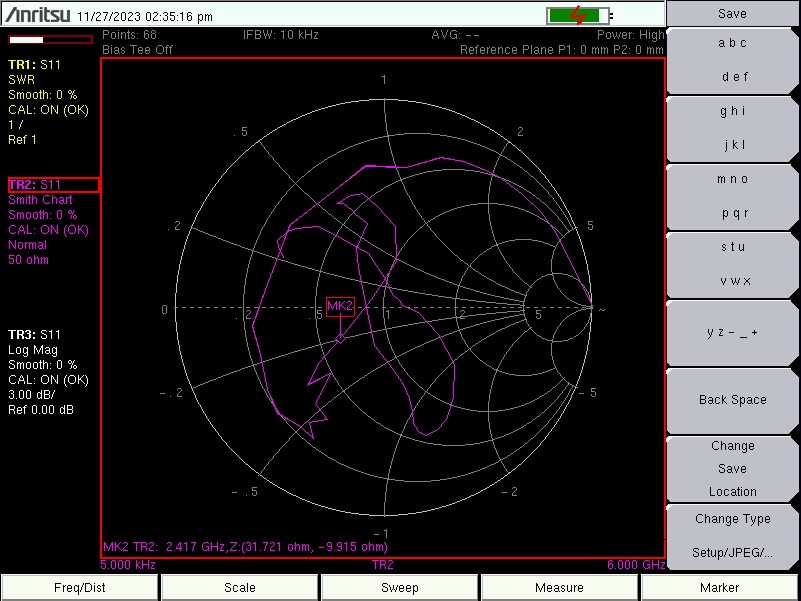 Anritsu 11/27/2023 02:35:16 pm
Save
Points: 68 IFBW: 10 kHz AVG: -- Power: High
Bias Tee Off Reference Plane P1: 0 mm P2: 0 mm
TR1: S11
SWR
Smooth: 0 %
CAL: ON (OK)
1 /
Ref 1
TR2: S11
Smith Chart
Smooth: 0 %
CAL: ON (OK)
Normal
50 ohm
TR3: S11
Log Mag
Smooth: 0 %
CAL: ON (OK)
3.00 dB/
Ref 0.00 dB
1
.5 2
.2 5
MK2
0 .2 .5 1 2 5 ~
-.2 -5
-.5 -2
-1
MK2 TR2: 2.417 GHz,Z:(31.721 ohm, -9.915 ohm)
5.000 kHz TR2 6.000 GHz
a b c
d e f
g h i
j k l
m n o
p q r
s t u
v w x
y z - _ +
Back Space
Change
Save
Location
Change Type
Setup/JPEG/...
Freq/Dist Scale Sweep Measure Marker